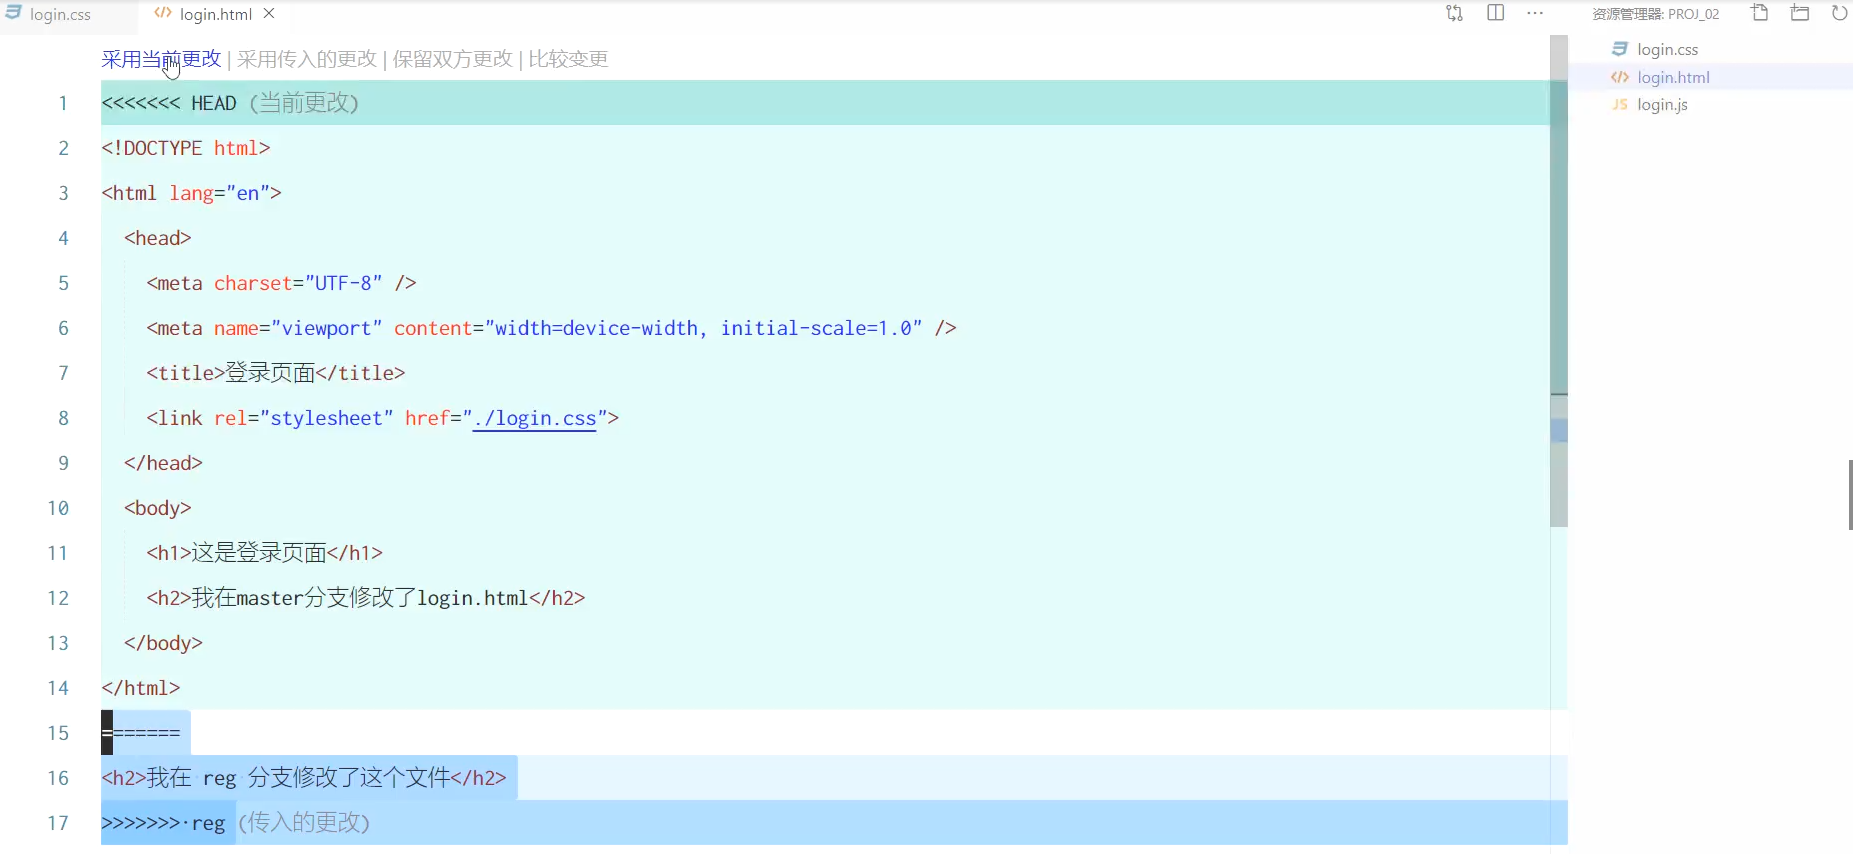 login.css
login.html
资源管理器: PROJ_02
采用当前更改 | 采用传入的更改 | 保留双方更改 | 比较变更
login.css
login.html
JS login.js
1 <<<<<<< HEAD (当前更改)
2 <!DOCTYPE html>
3 <html lang="en">
4 <head>
5 <meta charset="UTF-8" />
6 <meta name="viewport" content="width=device-width, initial-scale=1.0" />
7 <title>登录页面</title>
8 <link rel="stylesheet" href="./login.css">
9 </head>
10 <body>
11 <h1>这是登录页面</h1>
12 <h2>我在master分支修改了login.html</h2>
13 </body>
14 </html>
15 =======
16 <h2>我在 reg 分支修改了这个文件</h2>
17 >>>>>>>·reg (传入的更改)